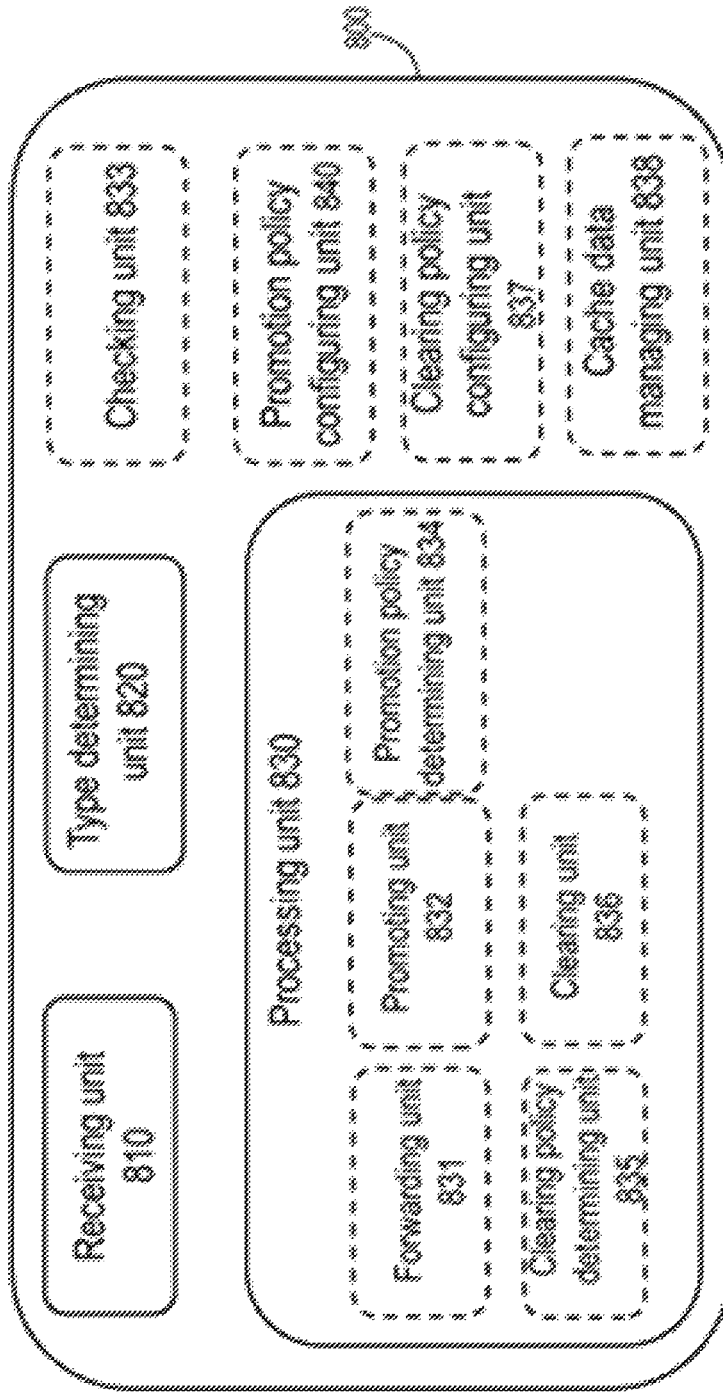 800
Receiving unit
810
Type determining
unit 820
Checking unit 833
Processing unit 830
Forwarding unit
831
Promoting unit
832
Promotion policy
determining unit 834
Clearing policy
determining unit
835
Clearing unit
836
Promotion policy
configuring unit 840
Clearing policy
configuring unit
837
Cache data
managing unit 838